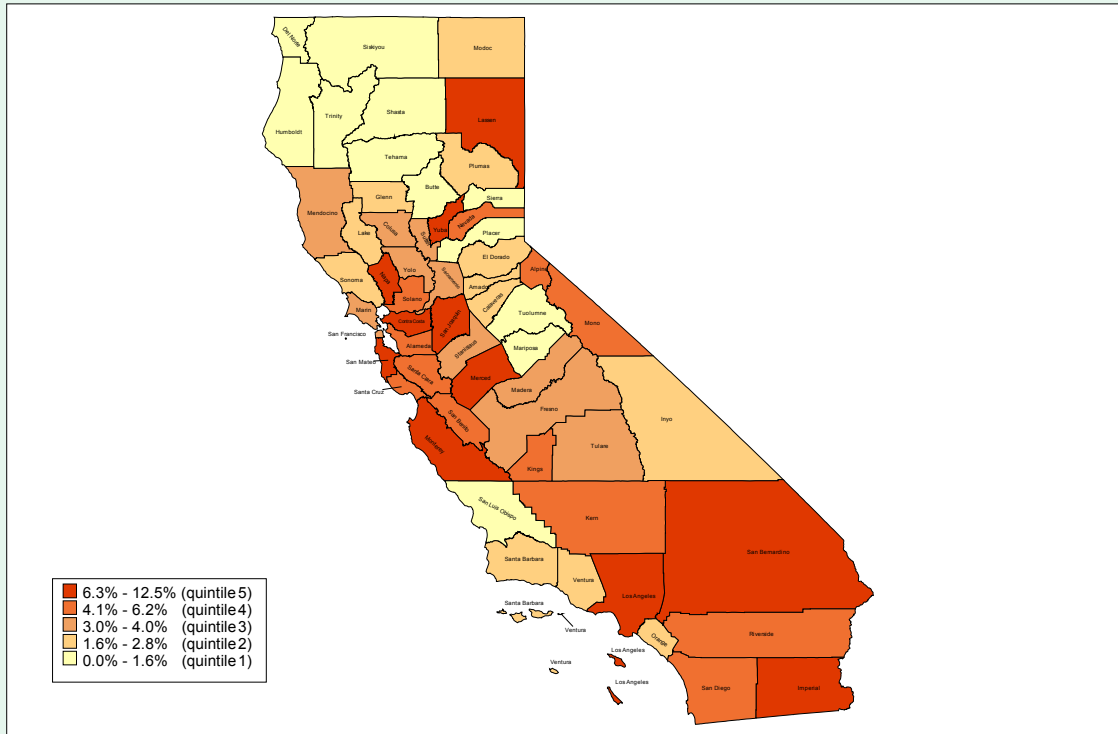 Del Norte
Siskiyou
Modoc
Humboldt
Trinity
Shasta
Lassen
Tehama
Plumas
Butte
Glenn
Sierra
Mendocino
Colusa
Sutter
Yuba
Nevada
Lake
Placer
El Dorado
Sonoma
Napa
Yolo
Sacramento
Amador
Alpine
Solano
Calaveras
Marin
Contra Costa
San Joaquin
Tuolumne
Mono
San Francisco
Alameda
Stanislaus
Mariposa
San Mateo
Santa Clara
Merced
Santa Cruz
Madera
Fresno
Inyo
San Benito
Monterey
Tulare
Kings
San Luis Obispo
Kern
San Bernardino
Santa Barbara
Ventura
Los Angeles
Santa Barbara
Ventura
Orange
Riverside
Los Angeles
Ventura
Los Angeles
San Diego
Imperial
6.3% - 12.5% (quintile 5)
4.1% - 6.2% (quintile 4)
3.0% - 4.0% (quintile 3)
1.6% - 2.8% (quintile 2)
0.0% - 1.6% (quintile 1)